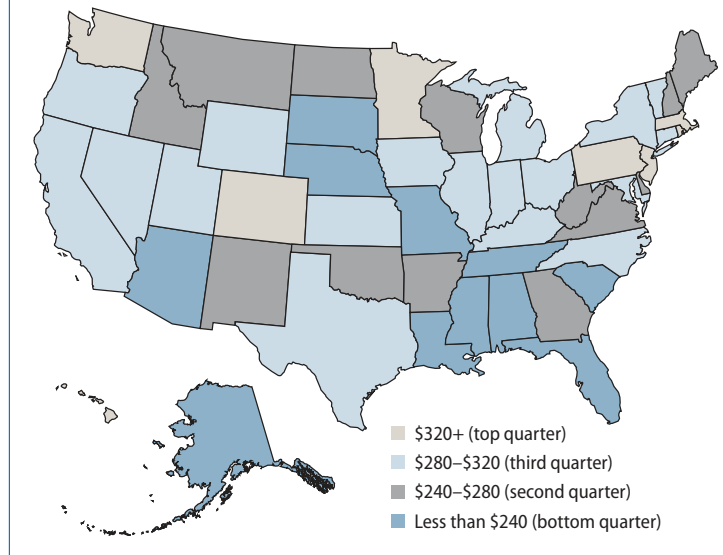 $320+ (top quarter)
$280–$320 (third quarter)
$240–$280 (second quarter)
Less than $240 (bottom quarter)